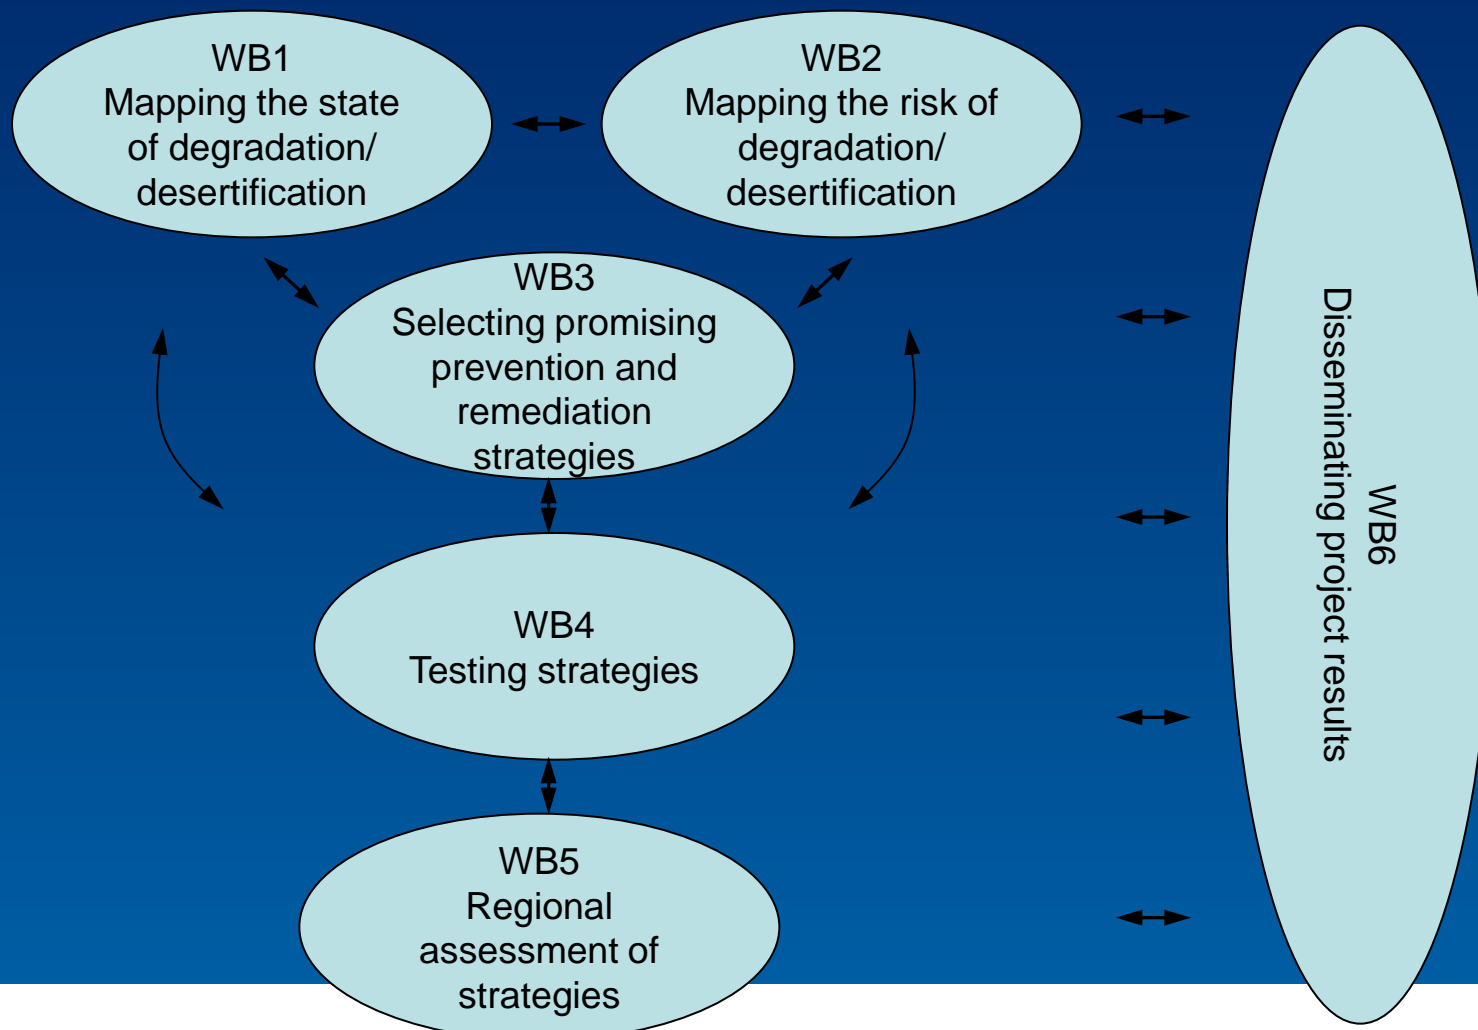 WB1
Mapping the state
of degradation/
desertification
WB2
Mapping the risk of
degradation/
desertification
WB3
Selecting promising
prevention and
remediation
strategies
WB4
Testing strategies
WB5
Regional
assessment of
strategies
WB6
Disseminating project results